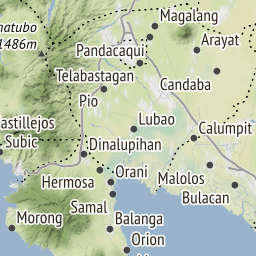 Magalang
natubo
1486m
Arayat
Pandacaqui
Telabastagan
Candaba
Pio
Lubao
astillejos
Calumpit
Subic
Dinalupihan
Hermosa
Orani
Malolos
Bulacan
Samal
Morong
Balanga
Orion